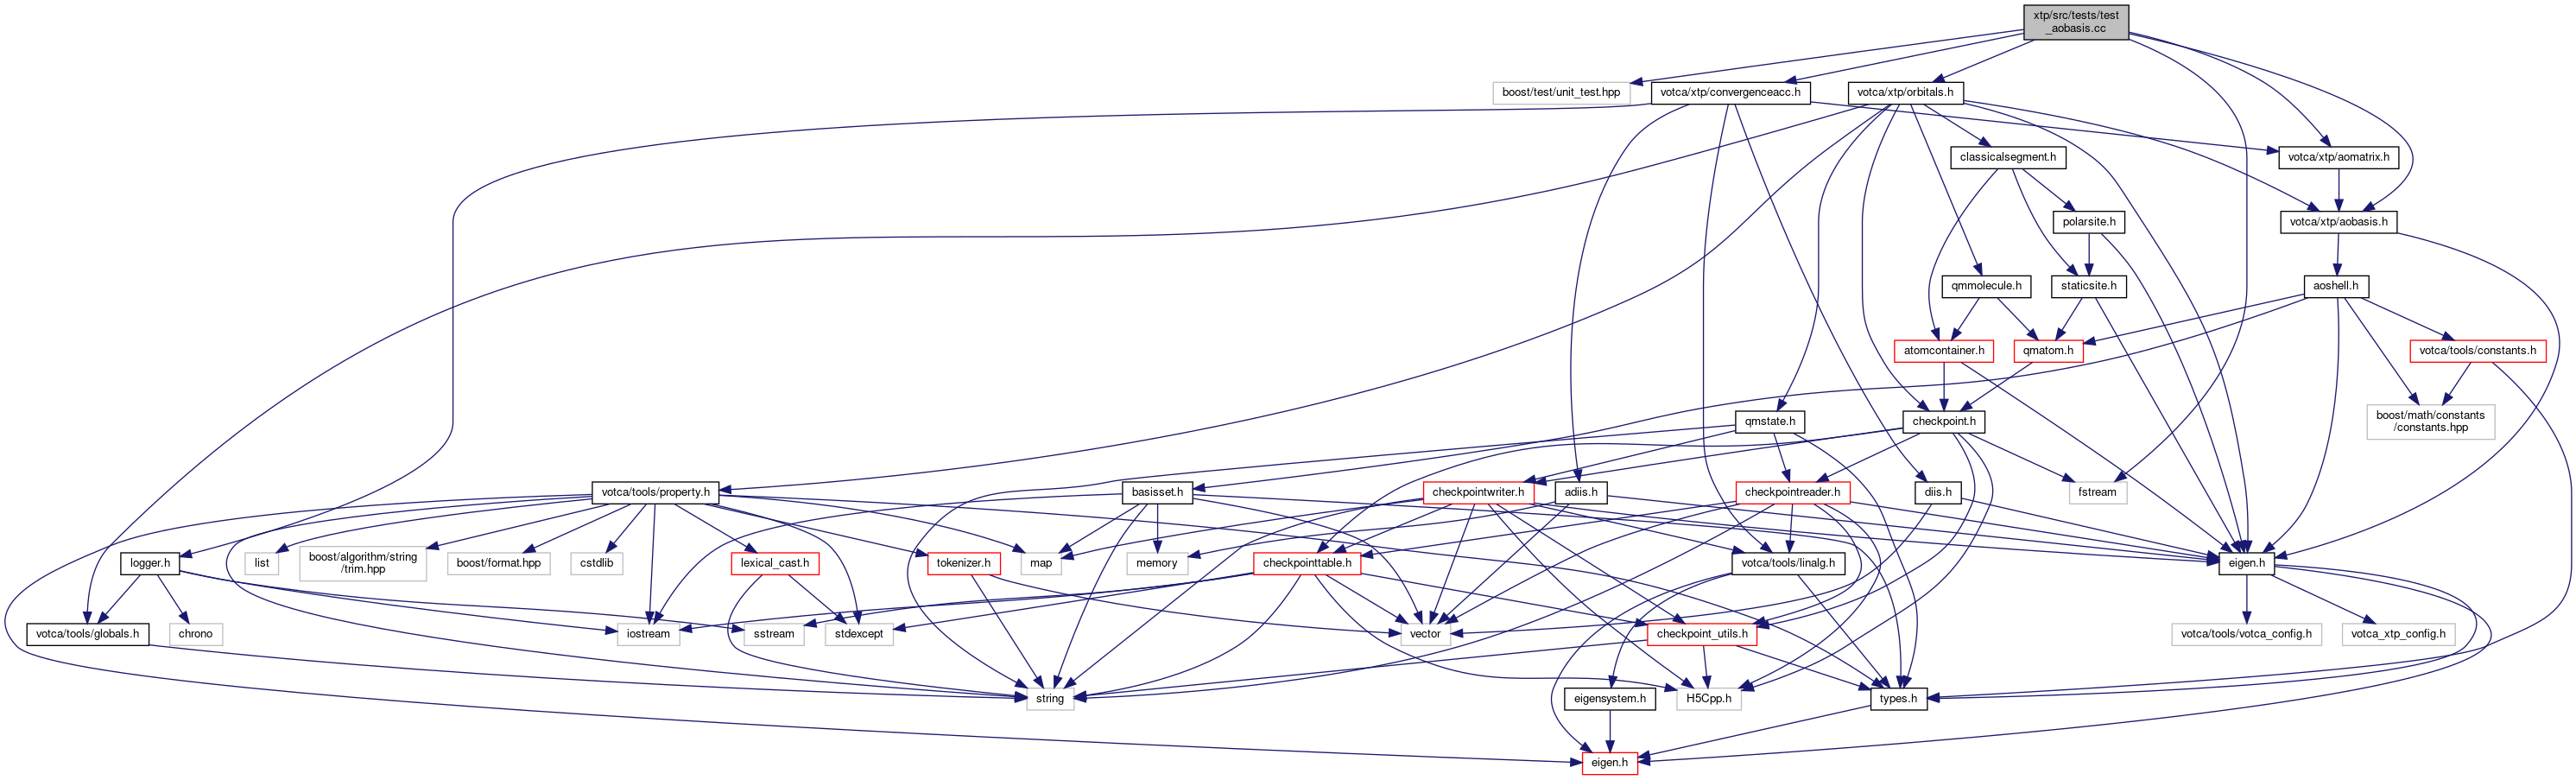 xtp/src/tests/test
_aobasis.cc
boost/test/unit_test.hpp
votca/xtp/convergenceacc.h
votca/xtp/orbitals.h
classicalsegment.h
votca/xtp/aomatrix.h
polarsite.h
votca/xtp/aobasis.h
qmmolecule.h
staticsite.h
aoshell.h
atomcontainer.h
qmatom.h
votca/tools/constants.h
qmstate.h
checkpoint.h
boost/math/constants
/constants.hpp
votca/tools/property.h
basisset.h
checkpointwriter.h
adiis.h
checkpointreader.h
diis.h
fstream
logger.h
list
boost/algorithm/string
/trim.hpp
boost/format.hpp
cstdlib
lexical_cast.h
tokenizer.h
map
memory
checkpointtable.h
votca/tools/linalg.h
eigen.h
votca/tools/globals.h
chrono
iostream
sstream
stdexcept
vector
checkpoint_utils.h
votca/tools/votca_config.h
votca_xtp_config.h
string
eigensystem.h
H5Cpp.h
types.h
eigen.h